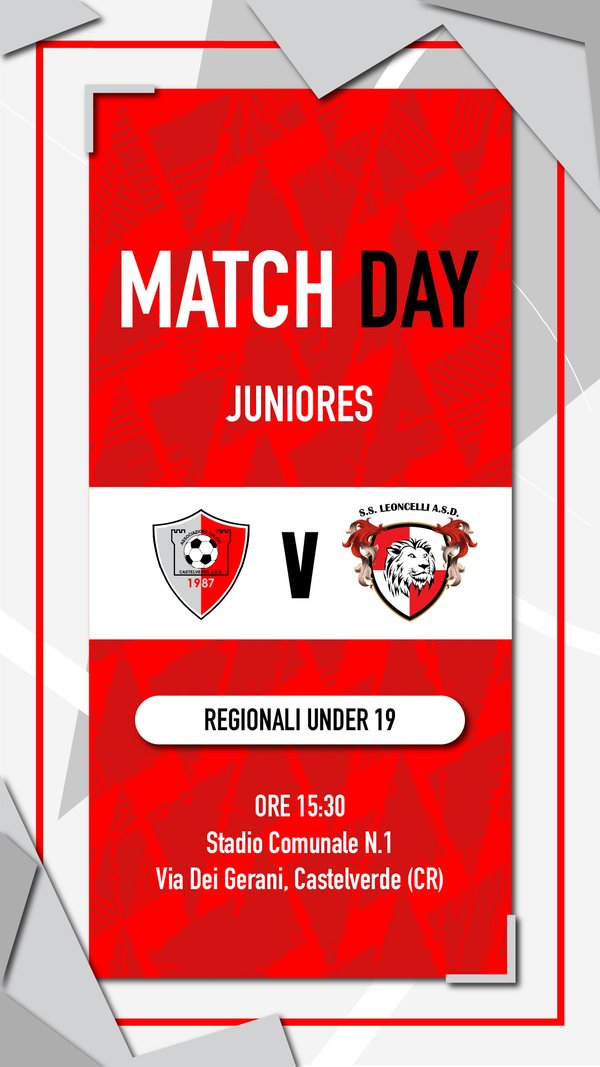 MATCH DAY
JUNIORES
S.S. LEONCELLI A.S.D.
CASTELVERDE
1987
V
REGIONALI UNDER 19
ORE 15:30
Stadio Comunale N.1
Via Dei Gerani, Castelverde (CR)